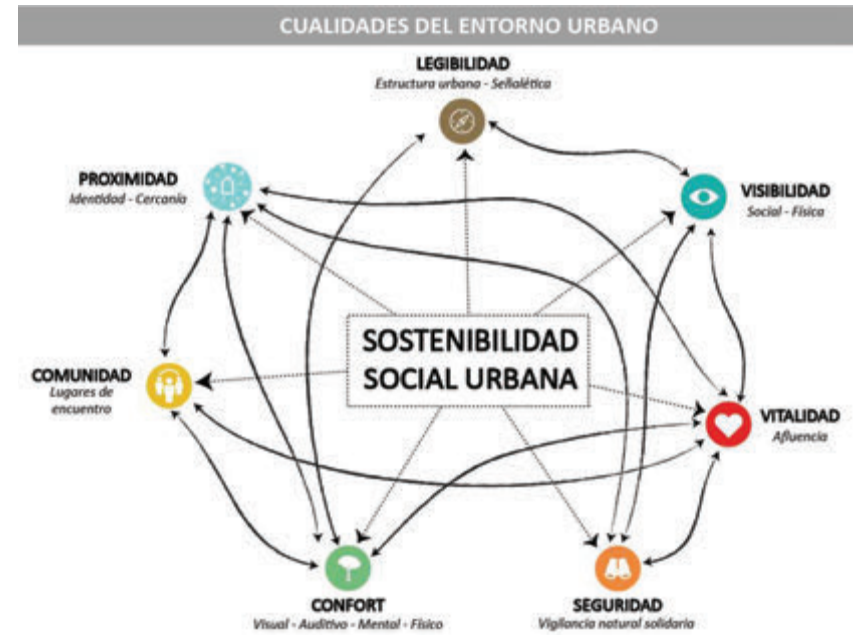 CUALIDADES DEL ENTORNO URBANO
LEGIBILIDAD
Estructura urbana - Señalética
PROXIMIDAD
Identidad - Cercanía
VISIBILIDAD
Social - Física
SOSTENIBILIDAD
SOCIAL URBANA
COMUNIDAD
Lugares de
encuentro
VITALIDAD
Afluencia
CONFORT
Visual - Auditivo - Mental - Físico
SEGURIDAD
Vigilancia natural solidaria